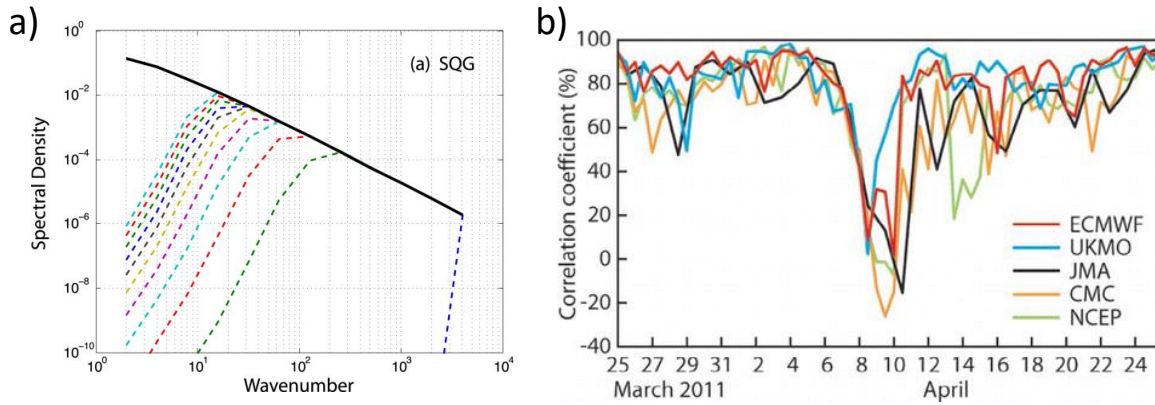 a)
10^0
10^-2
10^-4
10^-6
10^-8
10^-10
Spectral Density
(a) SQG
10^0 10^1 10^2 10^3 10^4
Wavenumber
b)
100
80
60
40
20
0
-20
-40
Correlation coefficient (%)
ECMWF
UKMO
JMA
CMC
NCEP
25 27 29 31 2 4 6 8 10 12 14 16 18 20 22 24
March 2011 April